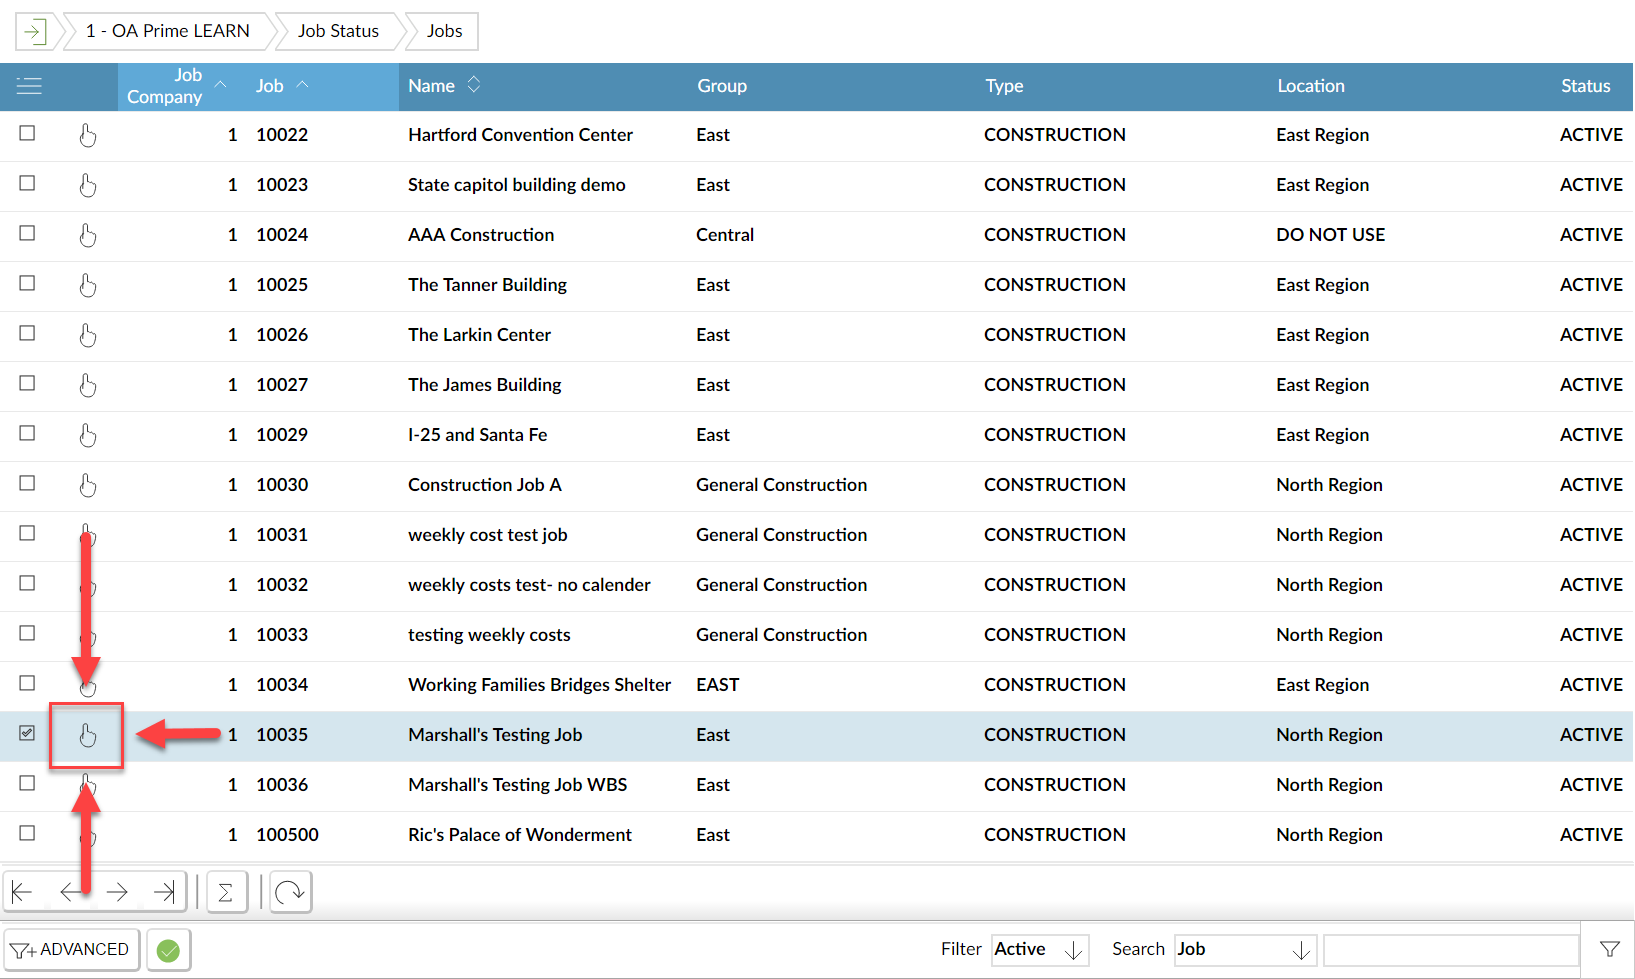 1 - OA Prime LEARN Job Status Jobs
Job Company Job Name Group Type Location Status
1 10022 Hartford Convention Center East CONSTRUCTION East Region ACTIVE
1 10023 State capitol building demo East CONSTRUCTION East Region ACTIVE
1 10024 AAA Construction Central CONSTRUCTION DO NOT USE ACTIVE
1 10025 The Tanner Building East CONSTRUCTION East Region ACTIVE
1 10026 The Larkin Center East CONSTRUCTION East Region ACTIVE
1 10027 The James Building East CONSTRUCTION East Region ACTIVE
1 10029 I-25 and Santa Fe East CONSTRUCTION East Region ACTIVE
1 10030 Construction Job A General Construction CONSTRUCTION North Region ACTIVE
1 10031 weekly cost test job General Construction CONSTRUCTION North Region ACTIVE
1 10032 weekly costs test- no calender General Construction CONSTRUCTION North Region ACTIVE
1 10033 testing weekly costs General Construction CONSTRUCTION North Region ACTIVE
1 10034 Working Families Bridges Shelter EAST CONSTRUCTION East Region ACTIVE
1 10035 Marshall's Testing Job East CONSTRUCTION North Region ACTIVE
1 10036 Marshall's Testing Job WBS East CONSTRUCTION North Region ACTIVE
1 100500 Ric's Palace of Wonderment East CONSTRUCTION North Region ACTIVE
ADVANCED Filter Active Search Job